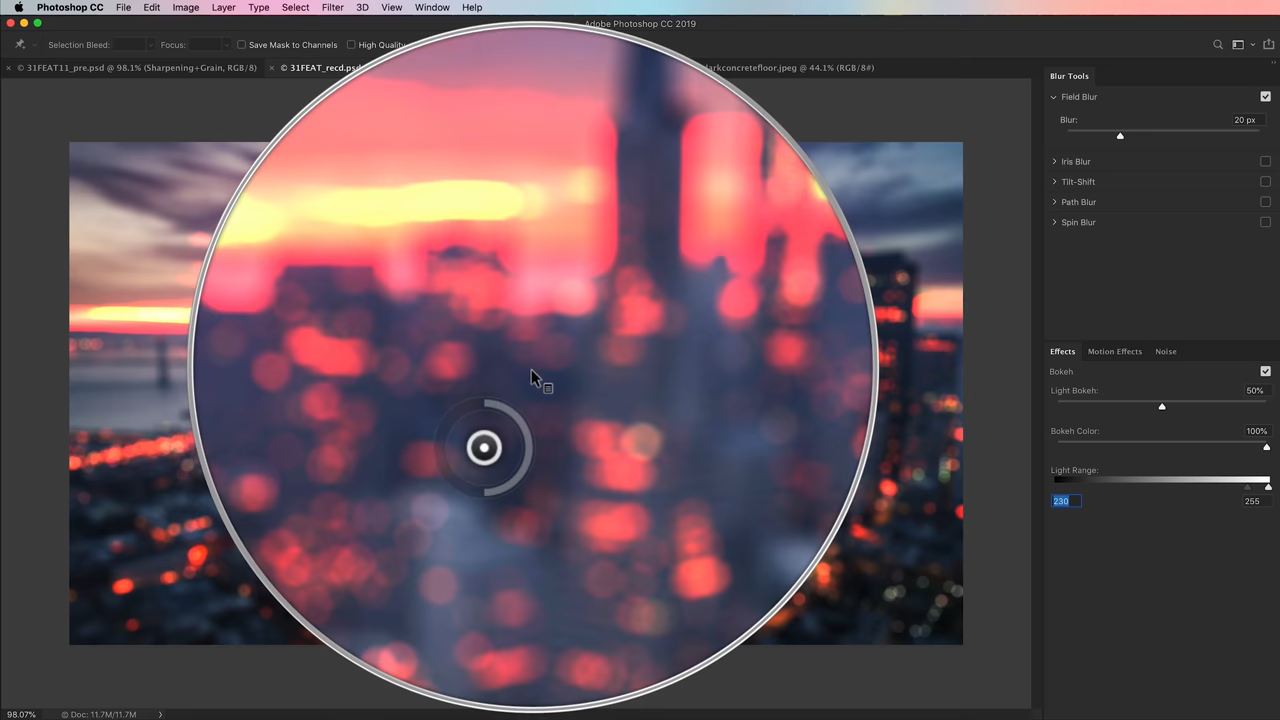 Photoshop CC File Edit Image Layer Type Select Filter 3D View Window Help
Adobe Photoshop CC 2019
Selection Bleed: Focus: Save Mask to Channels High Quality
× © 31FEAT11_pre.psd @ 98.1% (Sharpening+Grain, RGB/8) × © 31FEAT_recd.psd arkconcretefloor.jpeg @ 44.1% (RGB/8#)
Blur Tools
Field Blur
Blur: 20 px
Iris Blur
Tilt-Shift
Path Blur
Spin Blur
Effects Motion Effects Noise
Bokeh
Light Bokeh: 50%
Bokeh Color: 100%
Light Range:
230 255
98.07% Doc: 11.7M/11.7M